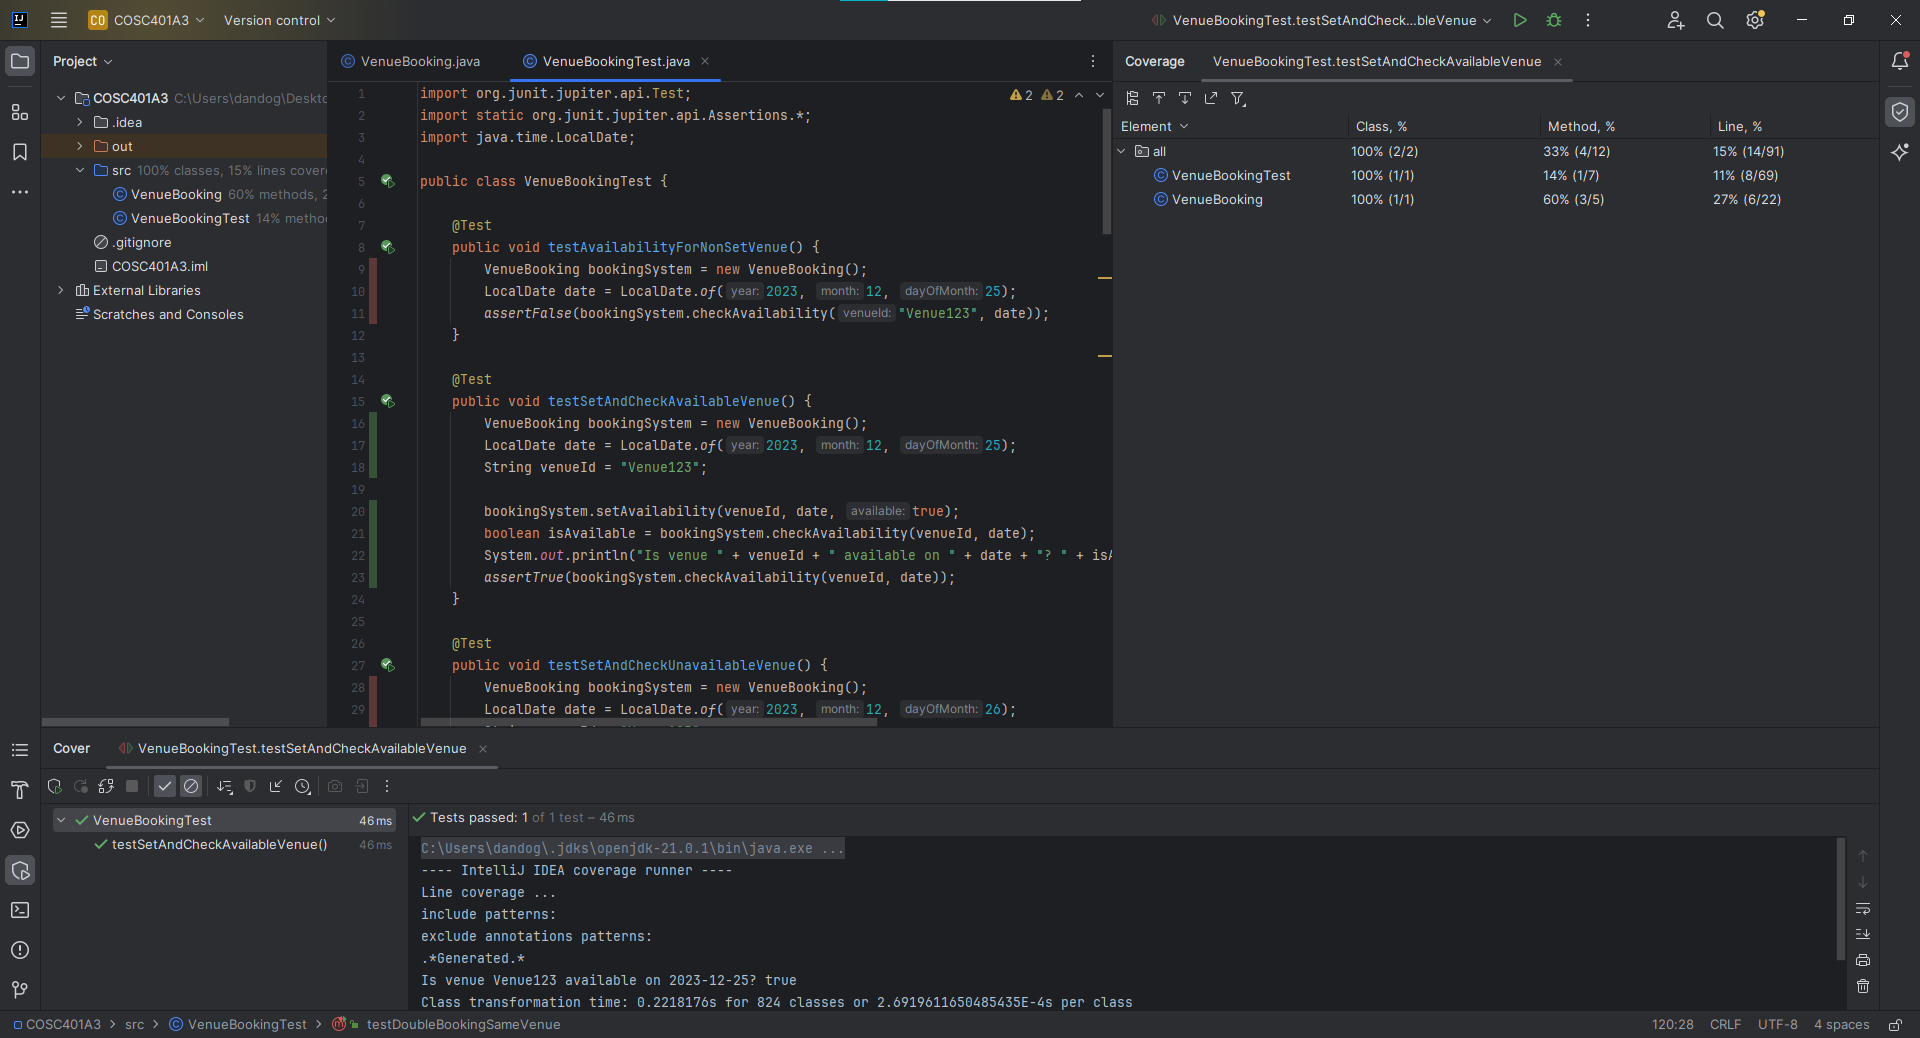 CO COSC401A3 Version control
VenueBookingTest.testSetAndCheck...bleVenue
Project
COSC401A3 C:\Users\dandog\Deskto
.idea
out
src 100% classes, 15% lines cover
VenueBooking 60% methods, 2
VenueBookingTest 14% metho
.gitignore
COSC401A3.iml
External Libraries
Scratches and Consoles
VenueBooking.java VenueBookingTest.java
2 2
1 import org.junit.jupiter.api.Test;
2 import static org.junit.jupiter.api.Assertions.*;
3 import java.time.LocalDate;
4
5 public class VenueBookingTest {
6
7 @Test
8 public void testAvailabilityForNonSetVenue() {
9 VenueBooking bookingSystem = new VenueBooking();
10 LocalDate date = LocalDate.of( year: 2023, month: 12, dayOfMonth: 25);
11 assertFalse(bookingSystem.checkAvailability( venueId: "Venue123", date));
12 }
13
14 @Test
15 public void testSetAndCheckAvailableVenue() {
16 VenueBooking bookingSystem = new VenueBooking();
17 LocalDate date = LocalDate.of( year: 2023, month: 12, dayOfMonth: 25);
18 String venueId = "Venue123";
19
20 bookingSystem.setAvailability(venueId, date, available: true);
21 boolean isAvailable = bookingSystem.checkAvailability(venueId, date);
22 System.out.println("Is venue " + venueId + " available on " + date + "? " + isA
23 assertTrue(bookingSystem.checkAvailability(venueId, date));
24 }
25
26 @Test
27 public void testSetAndCheckUnavailableVenue() {
28 VenueBooking bookingSystem = new VenueBooking();
29 LocalDate date = LocalDate.of( year: 2023, month: 12, dayOfMonth: 26);
Coverage VenueBookingTest.testSetAndCheckAvailableVenue
Element Class, % Method, % Line, %
all 100% (2/2) 33% (4/12) 15% (14/91)
VenueBookingTest 100% (1/1) 14% (1/7) 11% (8/69)
VenueBooking 100% (1/1) 60% (3/5) 27% (6/22)
Cover VenueBookingTest.testSetAndCheckAvailableVenue
VenueBookingTest 46 ms
testSetAndCheckAvailableVenue() 46 ms
Tests passed: 1 of 1 test – 46 ms
C:\Users\dandog\.jdks\openjdk-21.0.1\bin\java.exe ...
---- IntelliJ IDEA coverage runner ----
Line coverage ...
include patterns:
exclude annotations patterns:
.*Generated.*
Is venue Venue123 available on 2023-12-25? true
Class transformation time: 0.2218176s for 824 classes or 2.6919611650485435E-4s per class
COSC401A3 src VenueBookingTest testDoubleBookingSameVenue
120:28 CRLF UTF-8 4 spaces